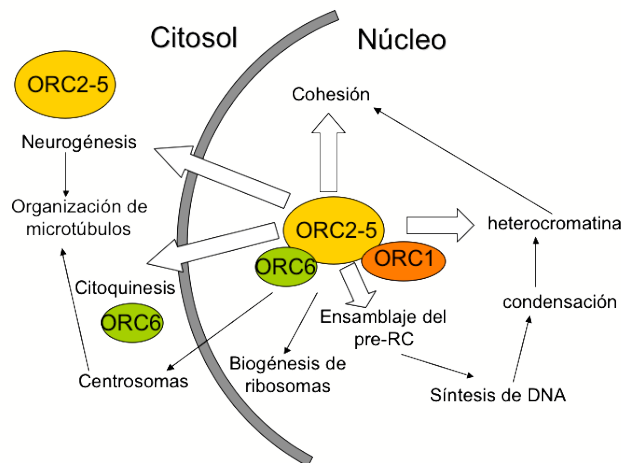 Citosol
Núcleo
ORC2-5
Cohesión
Neurogénesis
Organización de
microtúbulos
ORC2-5
heterocromatina
ORC6
ORC1
Citoquinesis
ORC6
condensación
Ensamblaje del
pre-RC
Centrosomas
Biogénesis de
ribosomas
Síntesis de DNA